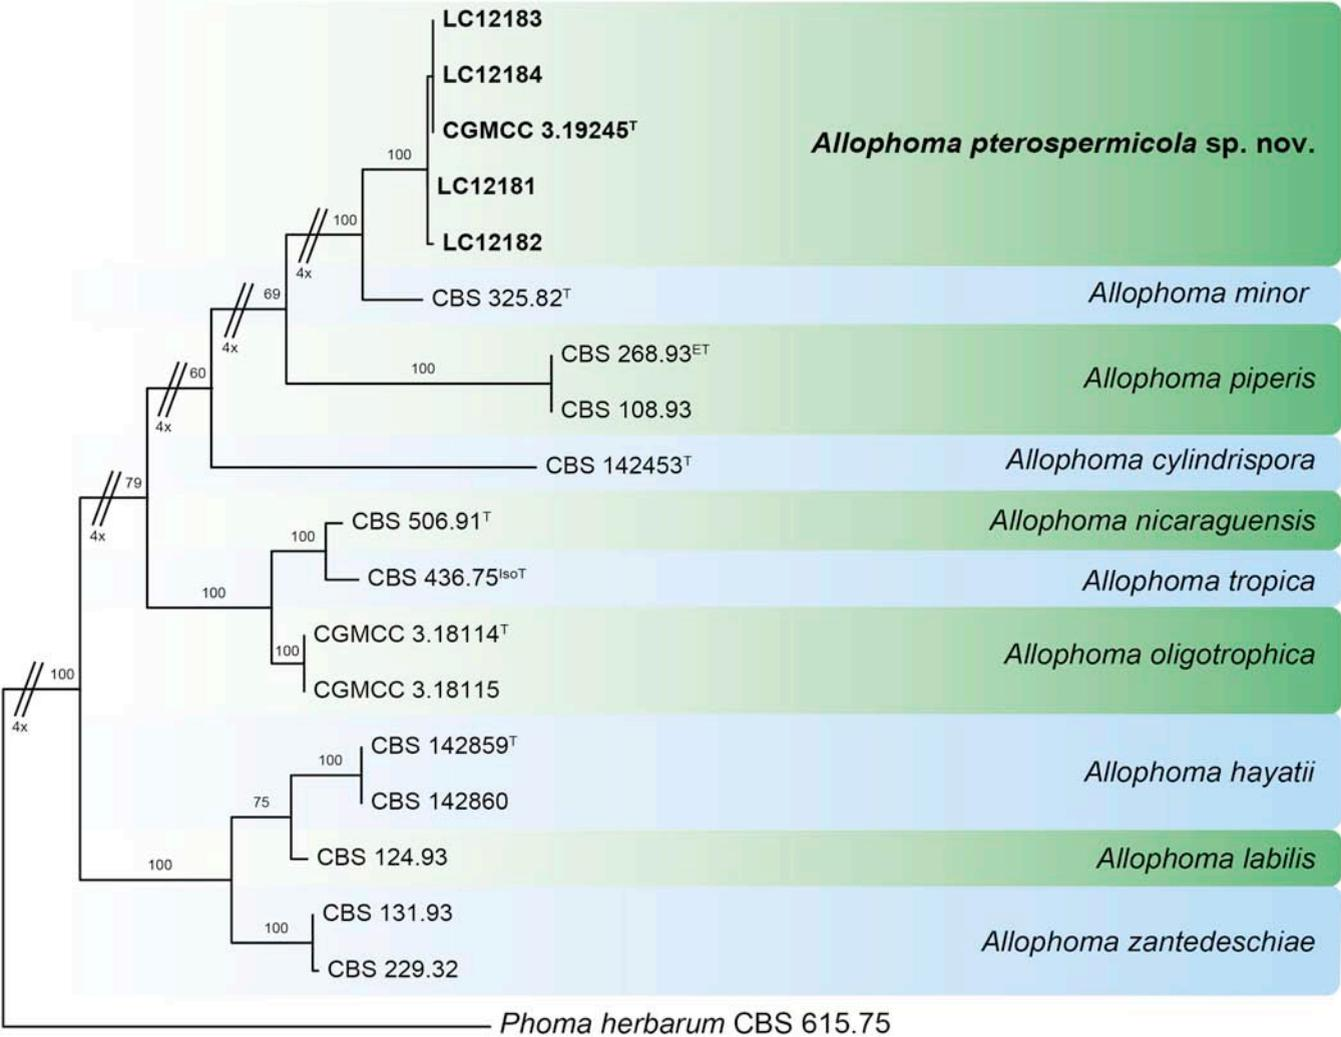 LC12183
LC12184
CGMCC 3.19245ᵀ
Allophoma pterospermicola sp. nov.
100
LC12181
100
LC12182
4x
69
CBS 325.82ᵀ
Allophoma minor
4x
CBS 268.93ᴱᵀ
60
100
Allophoma piperis
CBS 108.93
4x
CBS 142453ᵀ
Allophoma cylindrispora
79
CBS 506.91ᵀ
Allophoma nicaraguensis
4x
100
CBS 436.75ᴵˢᵒᵀ
Allophoma tropica
100
CGMCC 3.18114ᵀ
100
Allophoma oligotrophica
100
CGMCC 3.18115
4x
CBS 142859ᵀ
100
Allophoma hayatii
75
CBS 142860
100
CBS 124.93
Allophoma labilis
CBS 131.93
100
Allophoma zantedeschiae
CBS 229.32
Phoma herbarum CBS 615.75